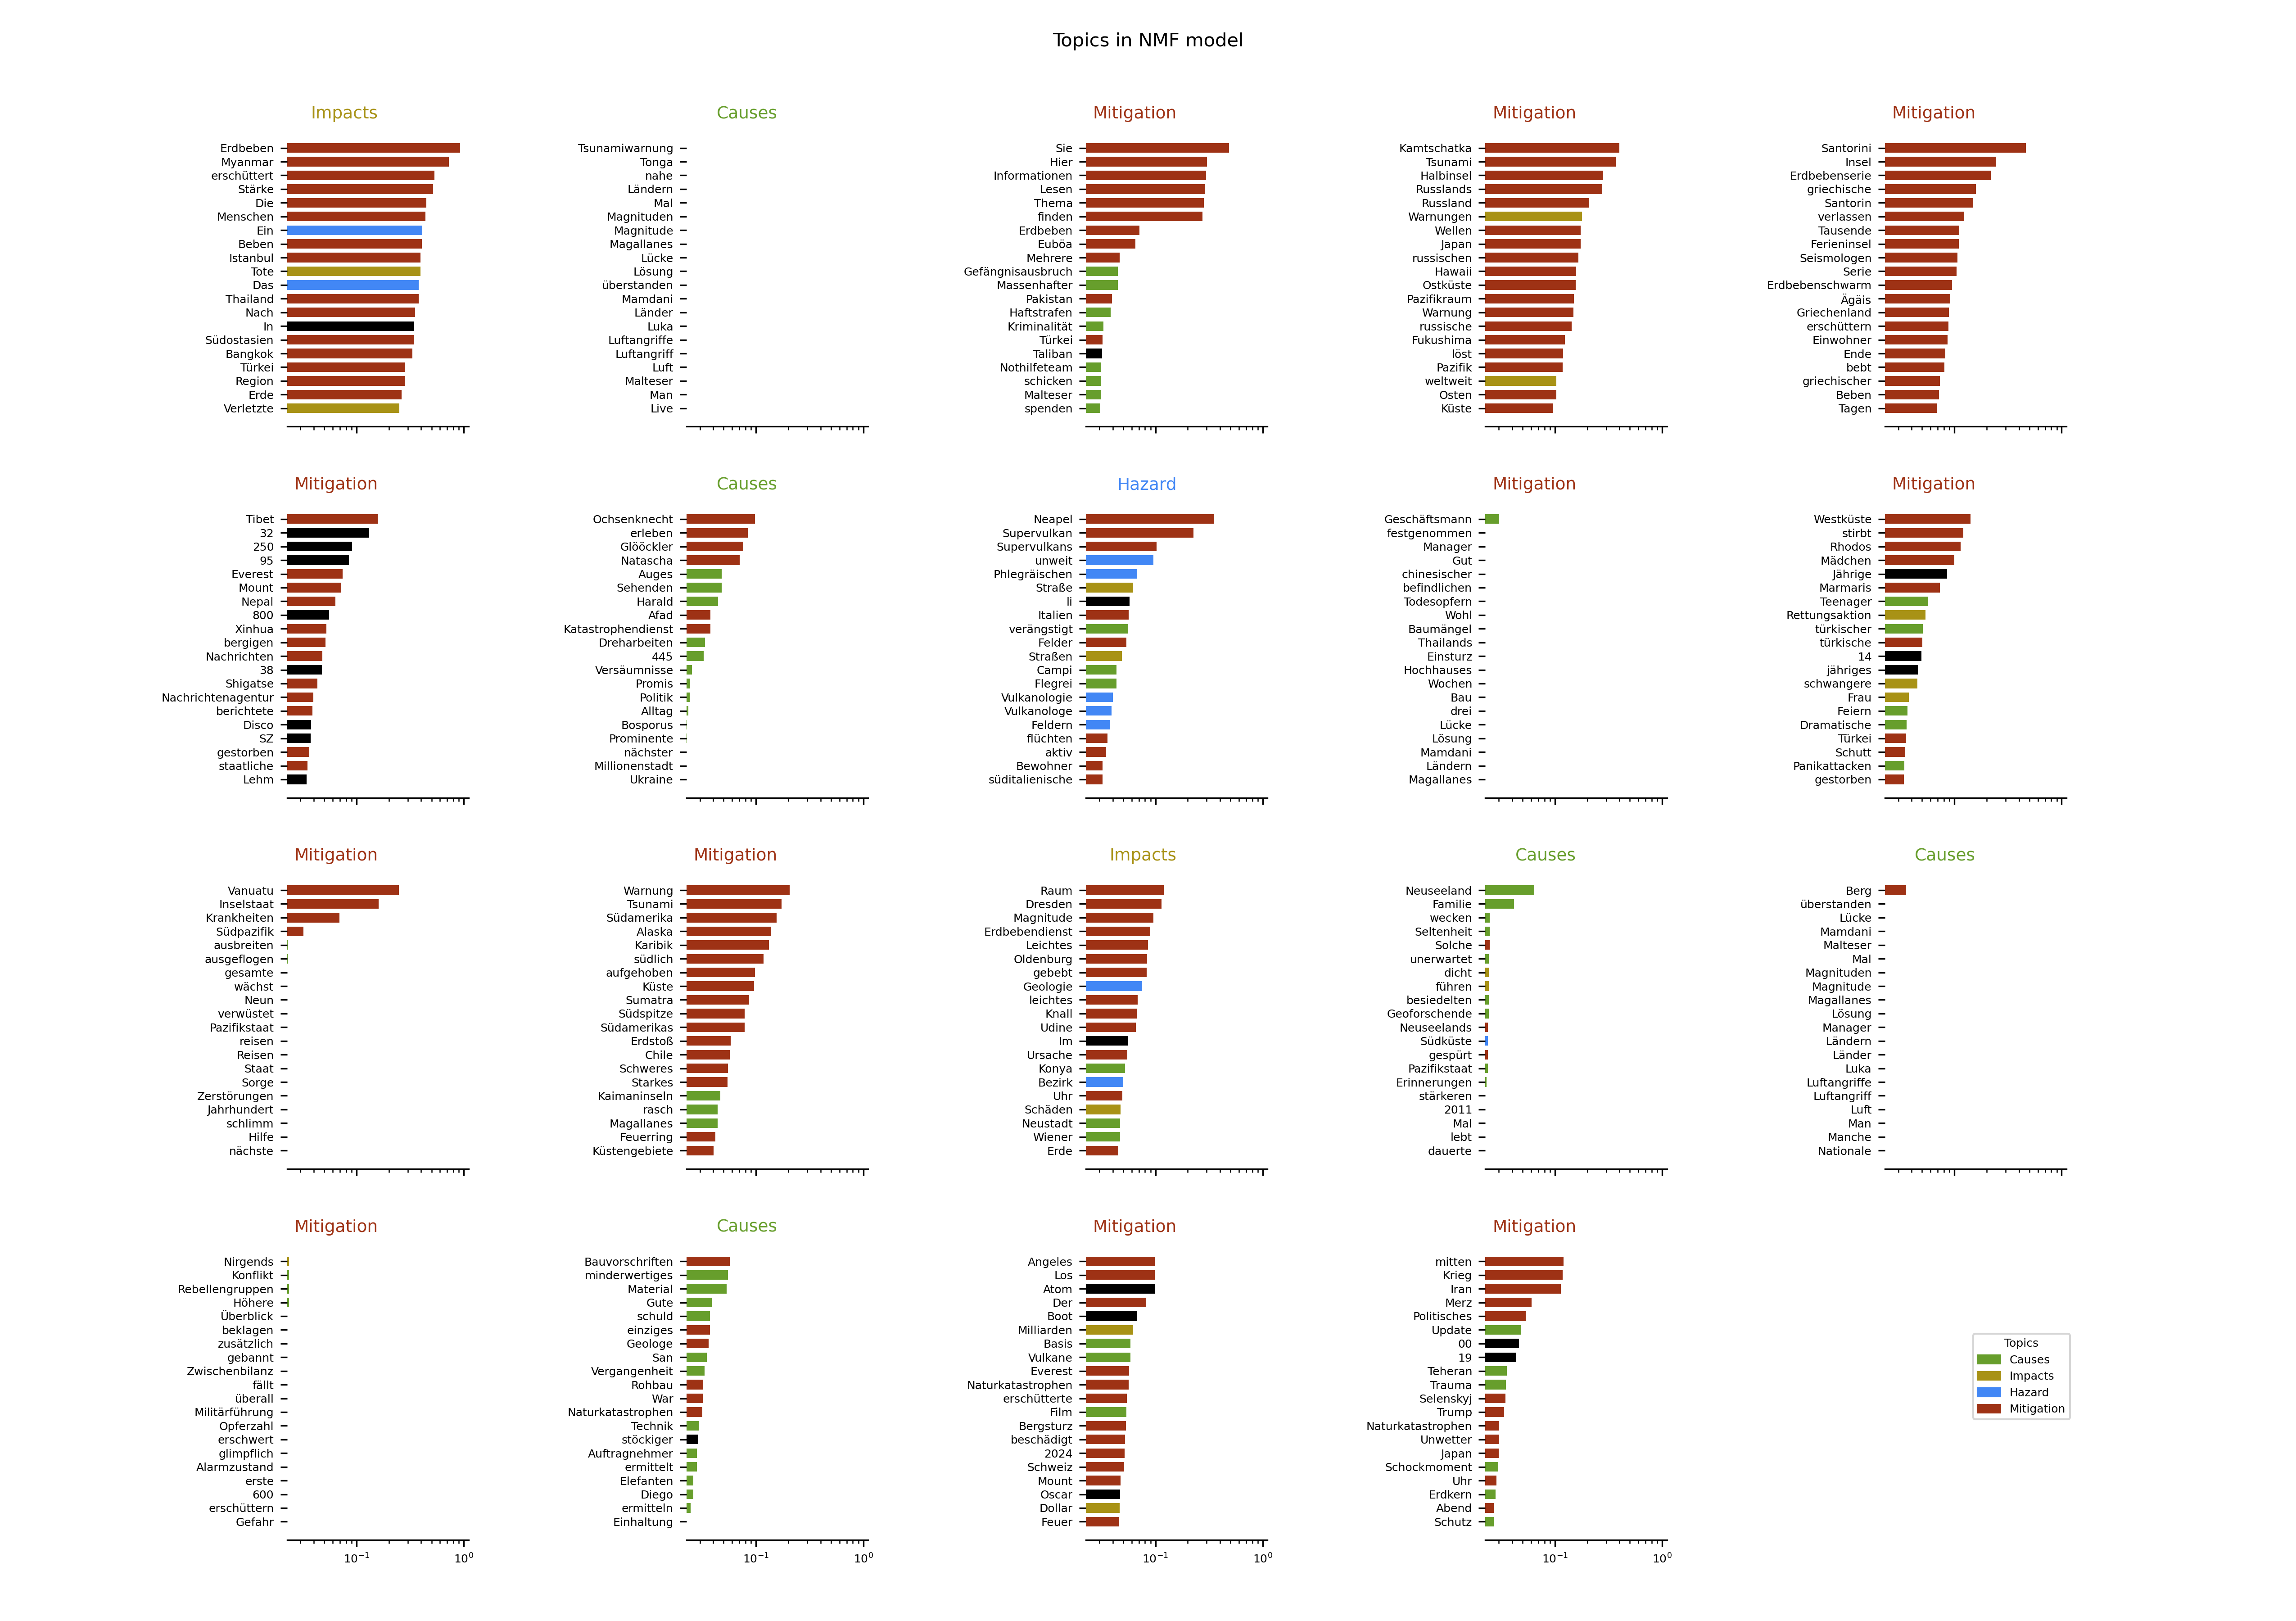 Topics in NMF model
Impacts
Erdbeben
Myanmar
erschüttert
Stärke
Die
Menschen
Ein
Beben
Istanbul
Tote
Das
Thailand
Nach
In
Südostasien
Bangkok
Türkei
Region
Erde
Verletzte
Causes
Tsunamiwarnung
Tonga
nahe
Ländern
Mal
Magnituden
Magnitude
Magallanes
Lücke
Lösung
überstanden
Mamdani
Länder
Luka
Luftangriffe
Luftangriff
Luft
Malteser
Man
Live
Mitigation
Sie
Hier
Informationen
Lesen
Thema
finden
Erdbeben
Euböa
Mehrere
Gefängnisausbruch
Massenhafter
Pakistan
Haftstrafen
Kriminalität
Türkei
Taliban
Nothilfeteam
schicken
Malteser
spenden
Mitigation
Kamtschatka
Tsunami
Halbinsel
Russlands
Russland
Warnungen
Wellen
Japan
russischen
Hawaii
Ostküste
Pazifikraum
Warnung
russische
Fukushima
löst
Pazifik
weltweit
Osten
Küste
Mitigation
Santorini
Insel
Erdbebenserie
griechische
Santorin
verlassen
Tausende
Ferieninsel
Seismologen
Serie
Erdbebenschwarm
Ägäis
Griechenland
erschüttern
Einwohner
Ende
bebt
griechischer
Beben
Tagen
Mitigation
Tibet
32
250
95
Everest
Mount
Nepal
800
Xinhua
bergigen
Nachrichten
38
Shigatse
Nachrichtenagentur
berichtete
Disco
SZ
gestorben
staatliche
Lehm
Causes
Ochsenknecht
erleben
Glööckler
Natascha
Auges
Sehenden
Harald
Afad
Katastrophendienst
Dreharbeiten
445
Versäumnisse
Promis
Politik
Alltag
Bosporus
Prominente
nächster
Millionenstadt
Ukraine
Hazard
Neapel
Supervulkan
Supervulkans
unweit
Phlegräischen
Straße
li
Italien
verängstigt
Felder
Straßen
Campi
Flegrei
Vulkanologie
Vulkanologe
Feldern
flüchten
aktiv
Bewohner
süditalienische
Mitigation
Geschäftsmann
festgenommen
Manager
Gut
chinesischer
befindlichen
Todesopfern
Wohl
Baumängel
Thailands
Einsturz
Hochhauses
Wochen
Bau
drei
Lücke
Lösung
Mamdani
Ländern
Magallanes
Mitigation
Westküste
stirbt
Rhodos
Mädchen
Jährige
Marmaris
Teenager
Rettungsaktion
türkischer
türkische
14
jähriges
schwangere
Frau
Feiern
Dramatische
Türkei
Schutt
Panikattacken
gestorben
Mitigation
Vanuatu
Inselstaat
Krankheiten
Südpazifik
ausbreiten
ausgeflogen
gesamte
wächst
Neun
verwüstet
Pazifikstaat
reisen
Reisen
Staat
Sorge
Zerstörungen
Jahrhundert
schlimm
Hilfe
nächste
Mitigation
Warnung
Tsunami
Südamerika
Alaska
Karibik
südlich
aufgehoben
Küste
Sumatra
Südspitze
Südamerikas
Erdstoß
Chile
Schweres
Starkes
Kaimaninseln
rasch
Magallanes
Feuerring
Küstengebiete
Impacts
Raum
Dresden
Magnitude
Erdbebendienst
Leichtes
Oldenburg
gebebt
Geologie
leichtes
Knall
Udine
Im
Ursache
Konya
Bezirk
Uhr
Schäden
Neustadt
Wiener
Erde
Causes
Neuseeland
Familie
wecken
Seltenheit
Solche
unerwartet
dicht
führen
besiedelten
Geoforschende
Neuseelands
Südküste
gespürt
Pazifikstaat
Erinnerungen
stärkeren
2011
Mal
lebt
dauerte
Causes
Berg
überstanden
Lücke
Mamdani
Malteser
Mal
Magnituden
Magnitude
Magallanes
Lösung
Manager
Ländern
Länder
Luka
Luftangriffe
Luftangriff
Luft
Man
Manche
Nationale
Mitigation
Nirgends
Konflikt
Rebellengruppen
Höhere
Überblick
beklagen
zusätzlich
gebannt
Zwischenbilanz
fällt
überall
Militärführung
Opferzahl
erschwert
glimpflich
Alarmzustand
erste
600
erschüttern
Gefahr
10⁻¹ 10⁰
Causes
Bauvorschriften
minderwertiges
Material
Gute
schuld
einziges
Geologe
San
Vergangenheit
Rohbau
War
Naturkatastrophen
Technik
stöckiger
Auftragnehmer
ermittelt
Elefanten
Diego
ermitteln
Einhaltung
10⁻¹ 10⁰
Mitigation
Angeles
Los
Atom
Der
Boot
Milliarden
Basis
Vulkane
Everest
Naturkatastrophen
erschütterte
Film
Bergsturz
beschädigt
2024
Schweiz
Mount
Oscar
Dollar
Feuer
10⁻¹ 10⁰
Mitigation
mitten
Krieg
Iran
Merz
Politisches
Update
00
19
Teheran
Trauma
Selenskyj
Trump
Naturkatastrophen
Unwetter
Japan
Schockmoment
Uhr
Erdkern
Abend
Schutz
10⁻¹ 10⁰
Topics
Causes
Impacts
Hazard
Mitigation